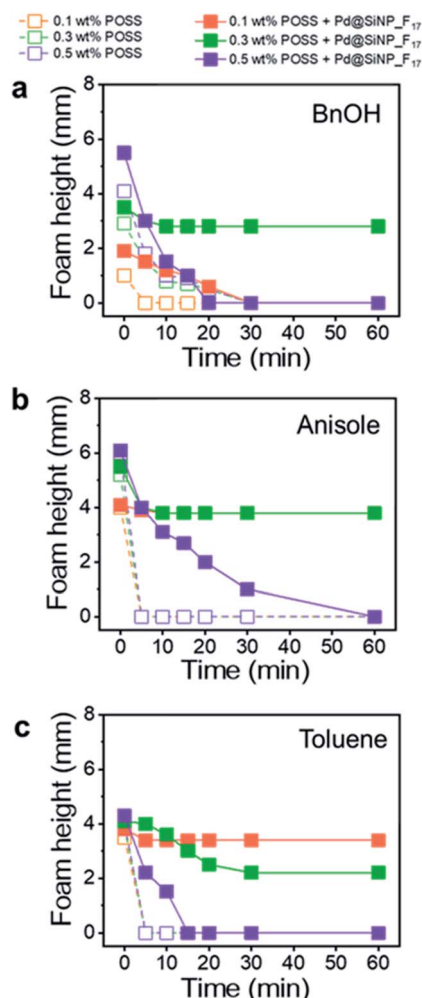 0.1 wt% POSS
0.3 wt% POSS
0.5 wt% POSS
0.1 wt% POSS + Pd@SiNP_F₁₇
0.3 wt% POSS + Pd@SiNP_F₁₇
0.5 wt% POSS + Pd@SiNP_F₁₇
a
BnOH
Foam height (mm)
8
6
4
2
0
0 10 20 30 40 50 60
Time (min)
b
Anisole
Foam height (mm)
8
6
4
2
0
0 10 20 30 40 50 60
Time (min)
c
Toluene
Foam height (mm)
8
6
4
2
0
0 10 20 30 40 50 60
Time (min)